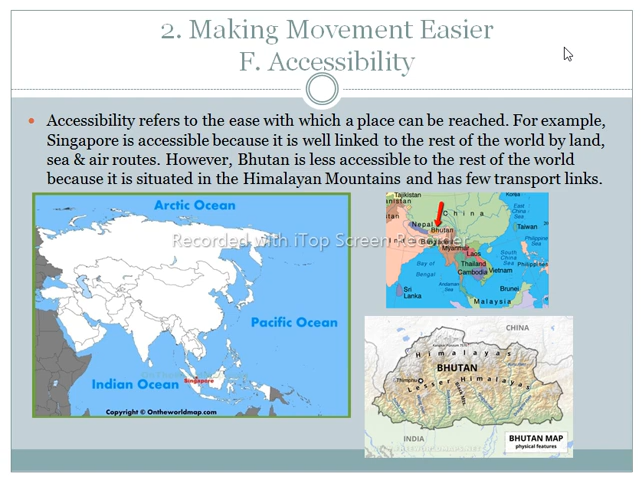 2. Making Movement Easier
F. Accessibility
Accessibility refers to the ease with which a place can be reached. For example,
Singapore is accessible because it is well linked to the rest of the world by land,
sea & air routes. However, Bhutan is less accessible to the rest of the world
because it is situated in the Himalayan Mountains and has few transport links.
Recorded with iTop Screen
Arctic Ocean
Pacific Ocean
Indian Ocean
Singapore
Copyright © Ontheworldmap.com
Tajikistan
China
Nepal
Bhutan
Myanmar
Laos
Thailand
Cambodia
Vietnam
Bay of
Bengal
Sri
Lanka
East
China
Sea
Taiwan
Philippine
Sea
South
China
Sea
Philippines
Brunei
Malaysia
CHINA
Himalayas
BHUTAN
Thimphu
Lesser Himalayas
INDIA
BHUTAN MAP
physical features